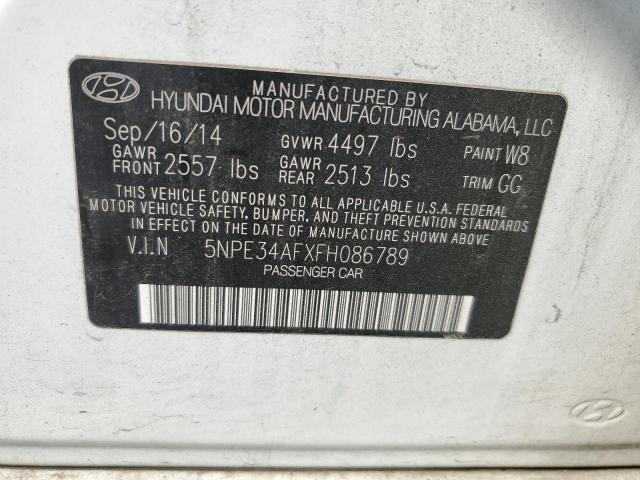 MANUFACTURED BY
HYUNDAI MOTOR MANUFACTURING ALABAMA, LLC
Sep/16/14 GVWR 4497 lbs PAINT W8
GAWR FRONT 2557 lbs GAWR REAR 2513 lbs TRIM GG
THIS VEHICLE CONFORMS TO ALL APPLICABLE U.S.A. FEDERAL
MOTOR VEHICLE SAFETY, BUMPER, AND THEFT PREVENTION STANDARDS
IN EFFECT ON THE DATE OF MANUFACTURE SHOWN ABOVE.
V.I.N 5NPE34AFXFH086789
PASSENGER CAR